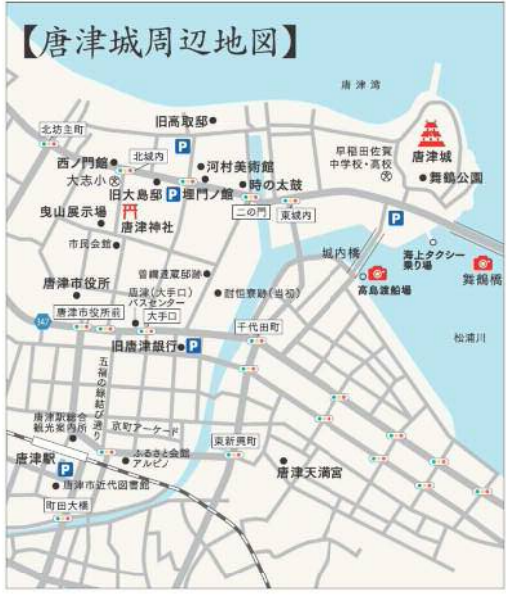 【唐津城周辺地図】
唐津湾
北坊主町
旧高取邸
P
唐津城
早稲田佐賀
中学校・高校
文
舞鶴公園
西ノ門館
北城内
大志小
文
河村美術館
旧大島邸
P
埋門ノ館
時の太鼓
二の門
東城内
曳山展示場
唐津神社
P
市民会館
城内橋
海上タクシー
乗り場
舞鶴橋
高島渡船場
曽禰達蔵邸跡
唐津市役所
耐恒寮跡(当初)
唐津(大手口)
バスセンター
大手口
唐津市役所前
347
千代田町
松浦川
旧唐津銀行
P
五福の縁結び通り
唐津駅総合
観光案内所
京町アーケード
東新興町
ふるさと会館
アルピノ
唐津駅
P
唐津天満宮
唐津市近代図書館
町田大橋